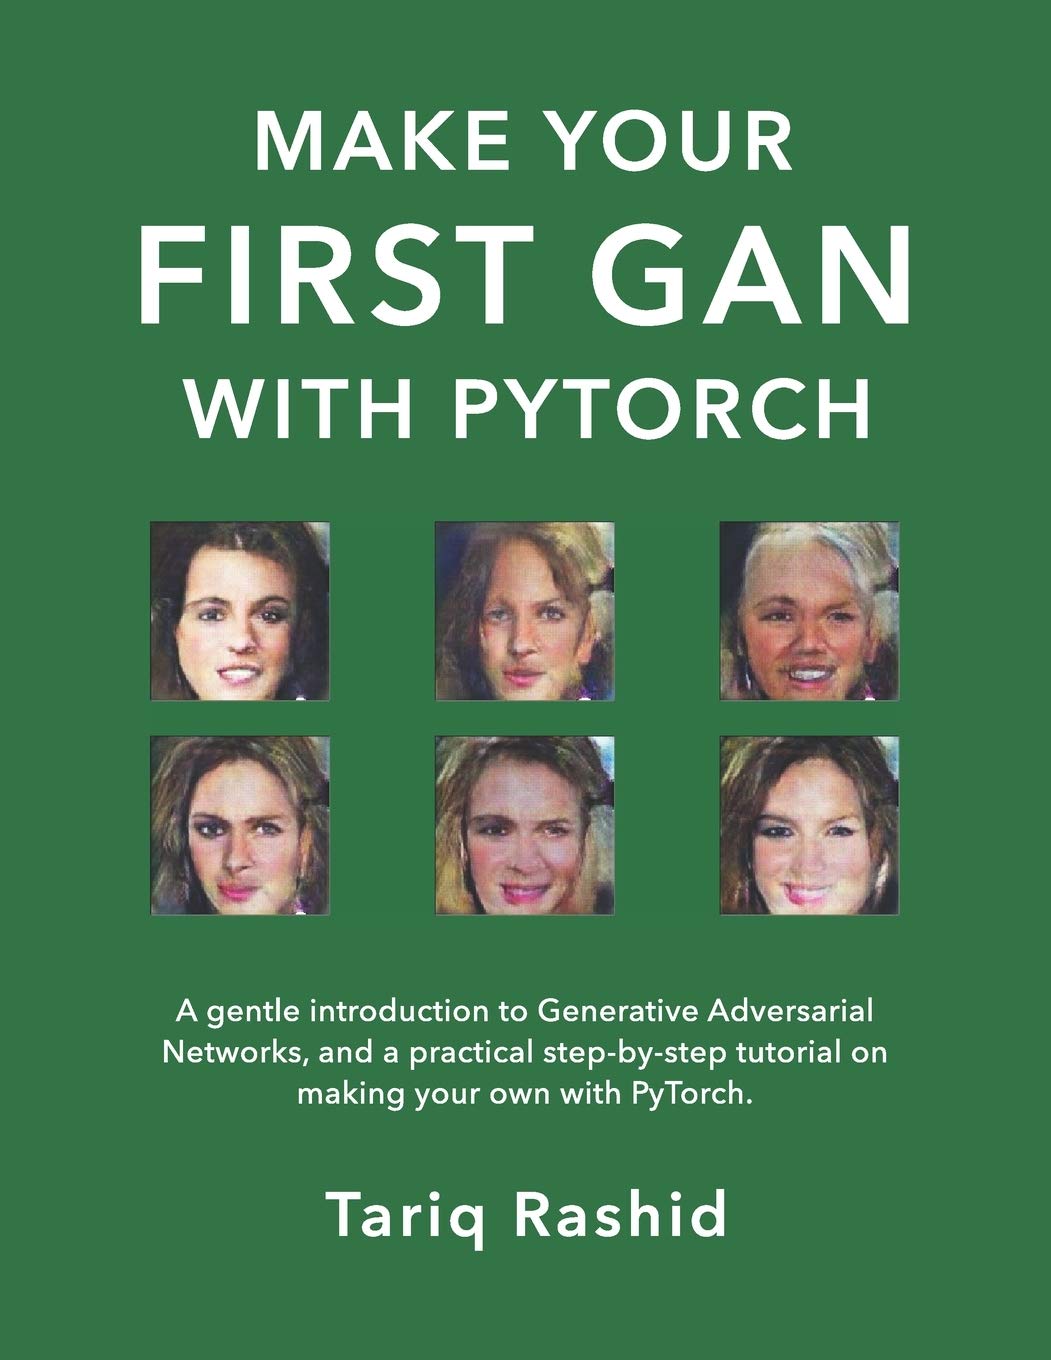 MAKE YOUR
FIRST GAN
WITH PYTORCH
A gentle introduction to Generative Adversarial
Networks, and a practical step-by-step tutorial on
making your own with PyTorch.
Tariq Rashid